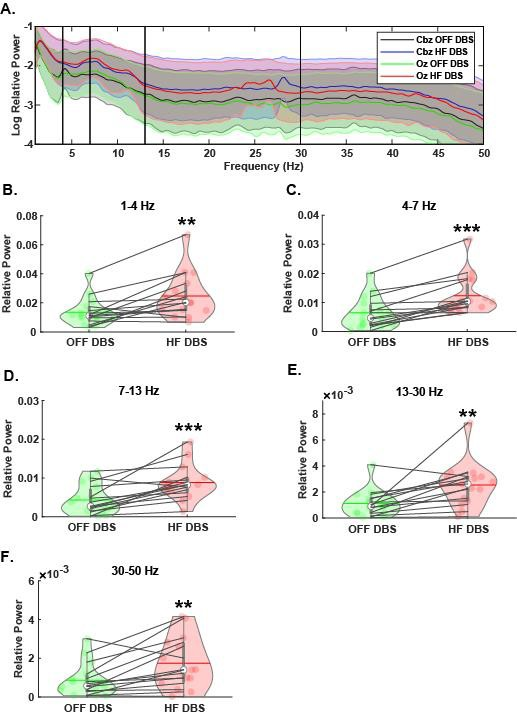 A.
Log Relative Power
-1
-2
-3
-4
5 10 15 20 25 30 35 40 45 50
Frequency (Hz)
Cbz OFF DBS
Cbz HF DBS
Oz OFF DBS
Oz HF DBS
B.
1-4 Hz
Relative Power
0.08
0.06
0.04
0.02
0
**
OFF DBS HF DBS
C.
4-7 Hz
Relative Power
0.04
0.03
0.02
0.01
0
***
OFF DBS HF DBS
D.
7-13 Hz
Relative Power
0.03
0.02
0.01
0
***
OFF DBS HF DBS
E.
13-30 Hz
×10⁻³
Relative Power
8
6
4
2
0
**
OFF DBS HF DBS
F.
30-50 Hz
×10⁻³
Relative Power
6
4
2
0
**
OFF DBS HF DBS